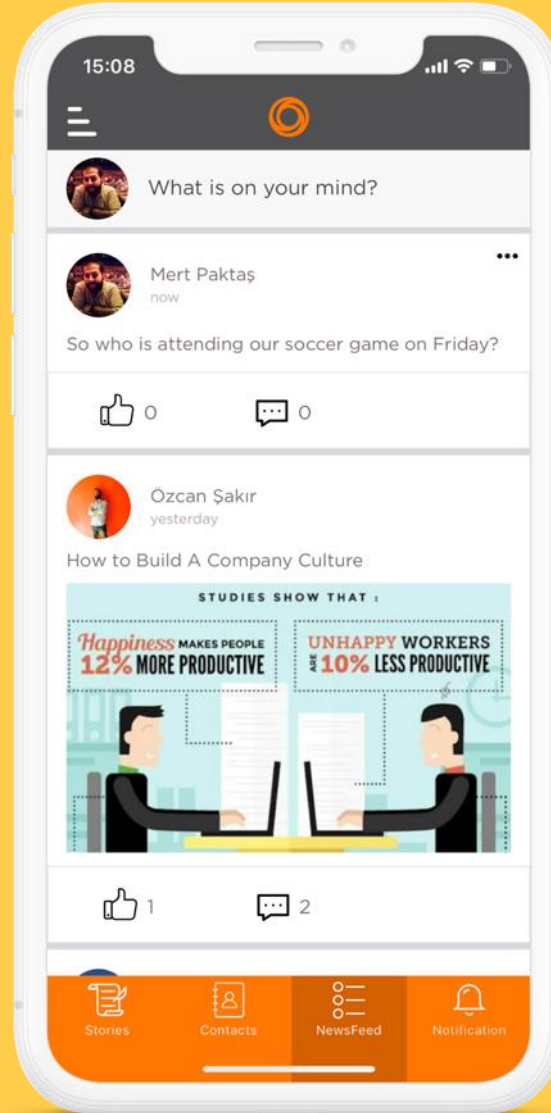 15:08
What is on your mind?
Mert Paktaş
now
So who is attending our soccer game on Friday?
0
0
Özcan Şakır
yesterday
How to Build A Company Culture
STUDIES SHOW THAT :
Happiness MAKES PEOPLE
12% MORE PRODUCTIVE
UNHAPPY WORKERS
ARE 10% LESS PRODUCTIVE
1
2
Stories
Contacts
NewsFeed
Notification